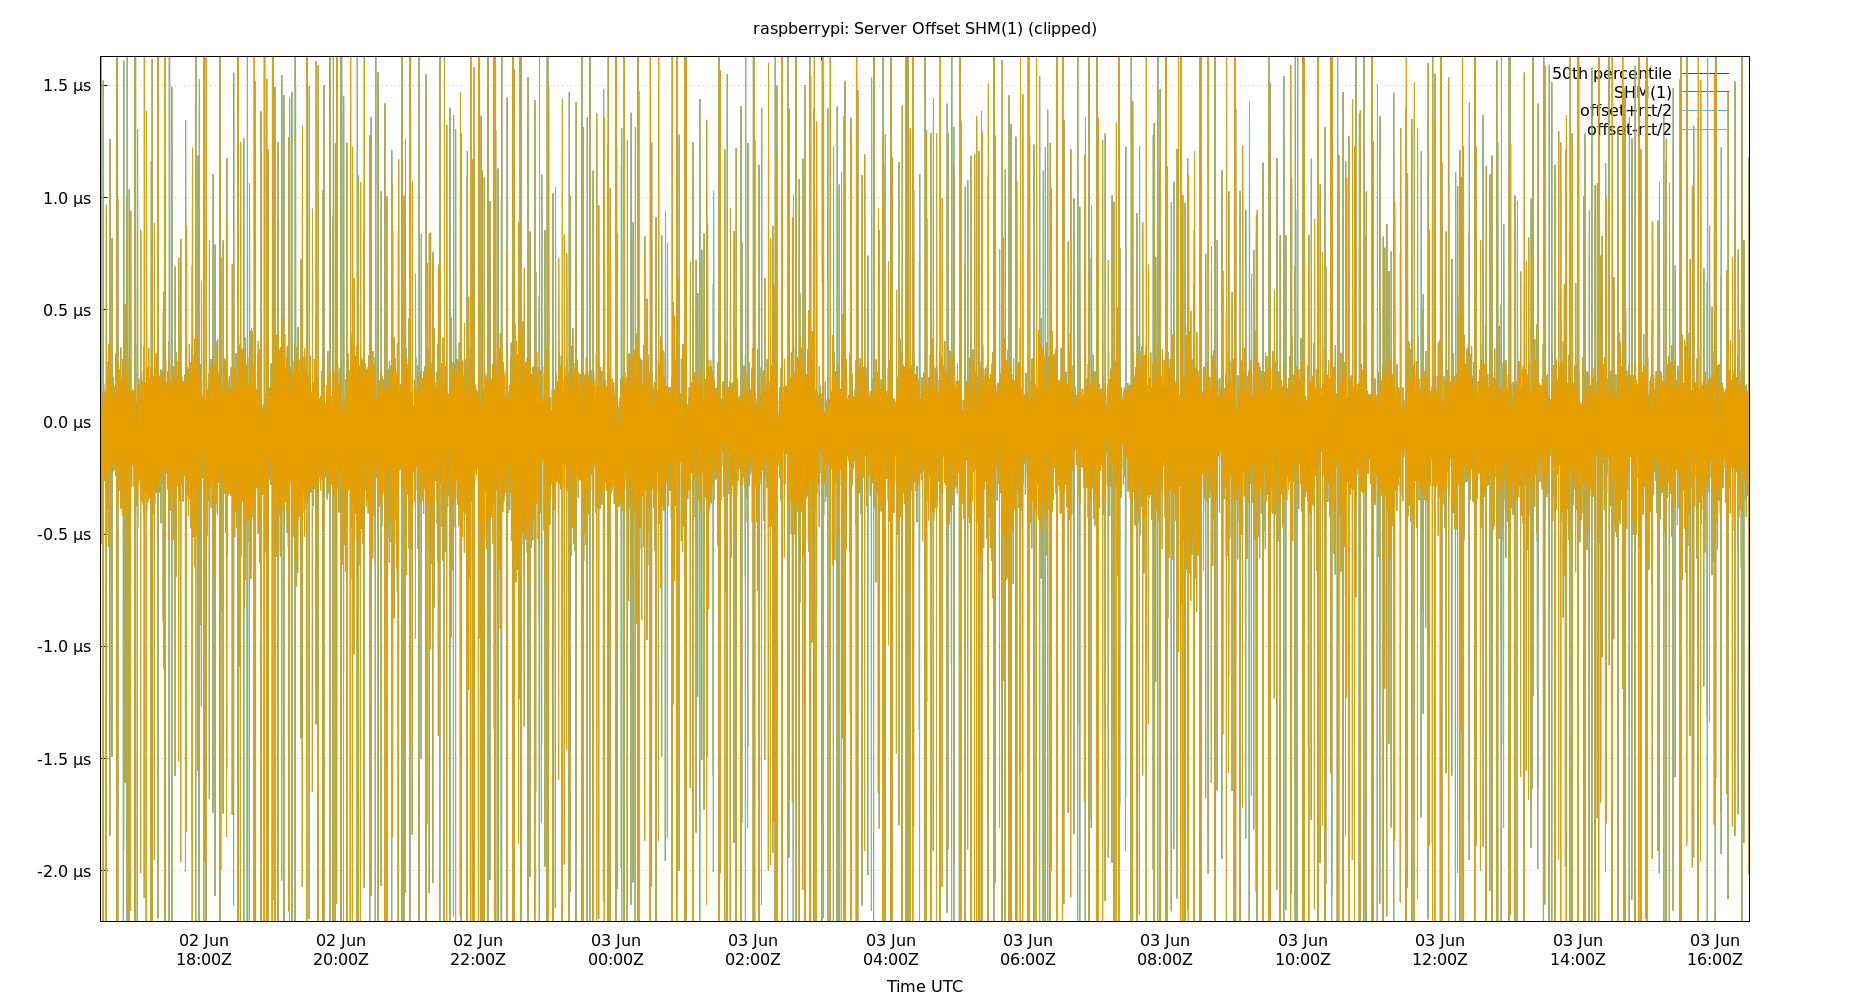 raspberrypi: Server Offset SHM(1) (clipped)
1.5 µs
1.0 µs
0.5 µs
0.0 µs
-0.5 µs
-1.0 µs
-1.5 µs
-2.0 µs
50th percentile
SHM(1)
offset+rtt/2
offset-rtt/2
02 Jun 02 Jun 02 Jun 03 Jun 03 Jun 03 Jun 03 Jun 03 Jun 03 Jun 03 Jun 03 Jun 03 Jun
18:00Z 20:00Z 22:00Z 00:00Z 02:00Z 04:00Z 06:00Z 08:00Z 10:00Z 12:00Z 14:00Z 16:00Z
Time UTC